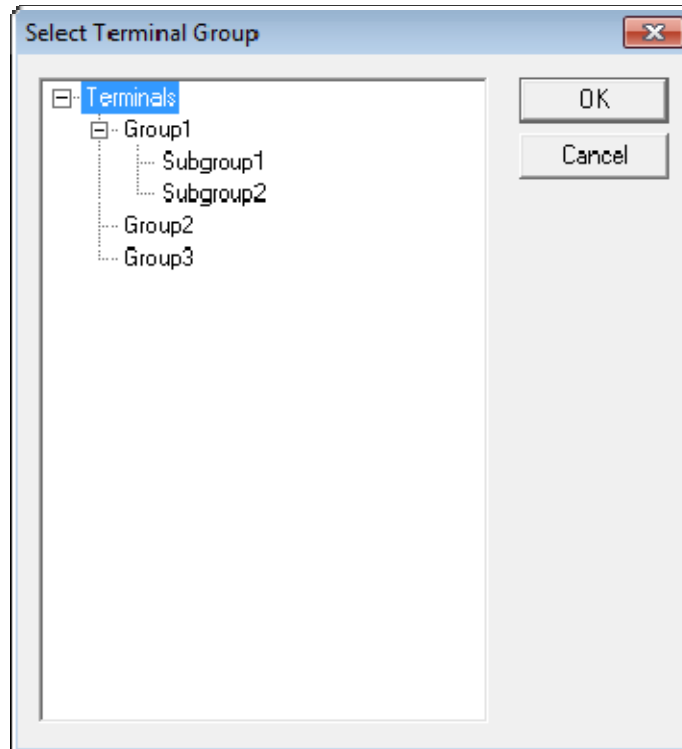 Select Terminal Group
Terminals
OK
Group1
Cancel
Subgroup1
Subgroup2
Group2
Group3